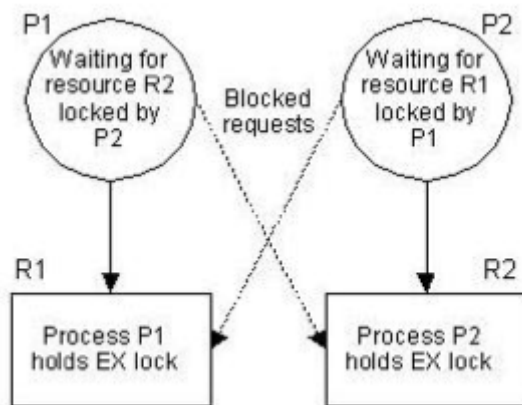 P1
P2
Waiting for
resource R2
locked by
P2
Blocked
requests
Waiting for
resource R1
locked by
P1
R1
R2
Process P1
holds EX lock
Process P2
holds EX lock